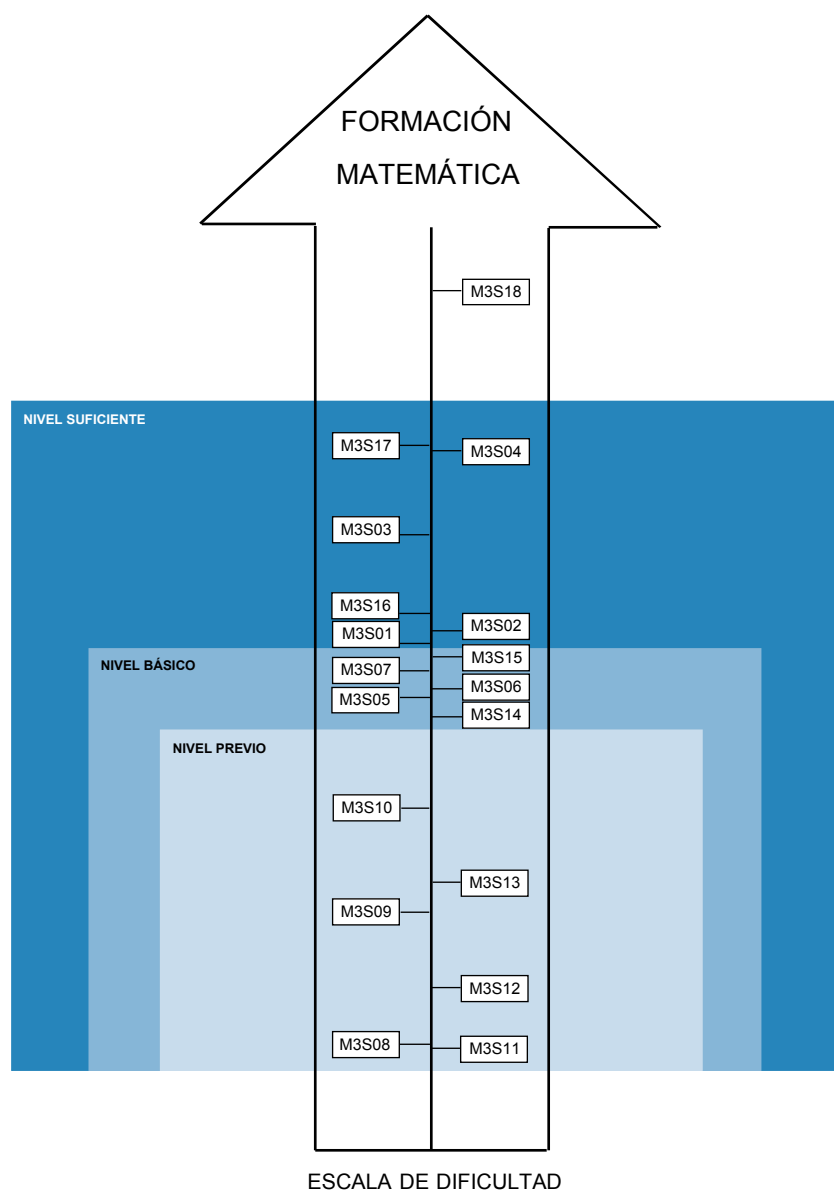 FORMACIÓN
MATEMÁTICA
M3S18
NIVEL SUFICIENTE
M3S17
M3S04
M3S03
M3S16
M3S02
M3S01
M3S15
NIVEL BÁSICO
M3S07
M3S06
M3S05
M3S14
NIVEL PREVIO
M3S10
M3S13
M3S09
M3S12
M3S08
M3S11
ESCALA DE DIFICULTAD